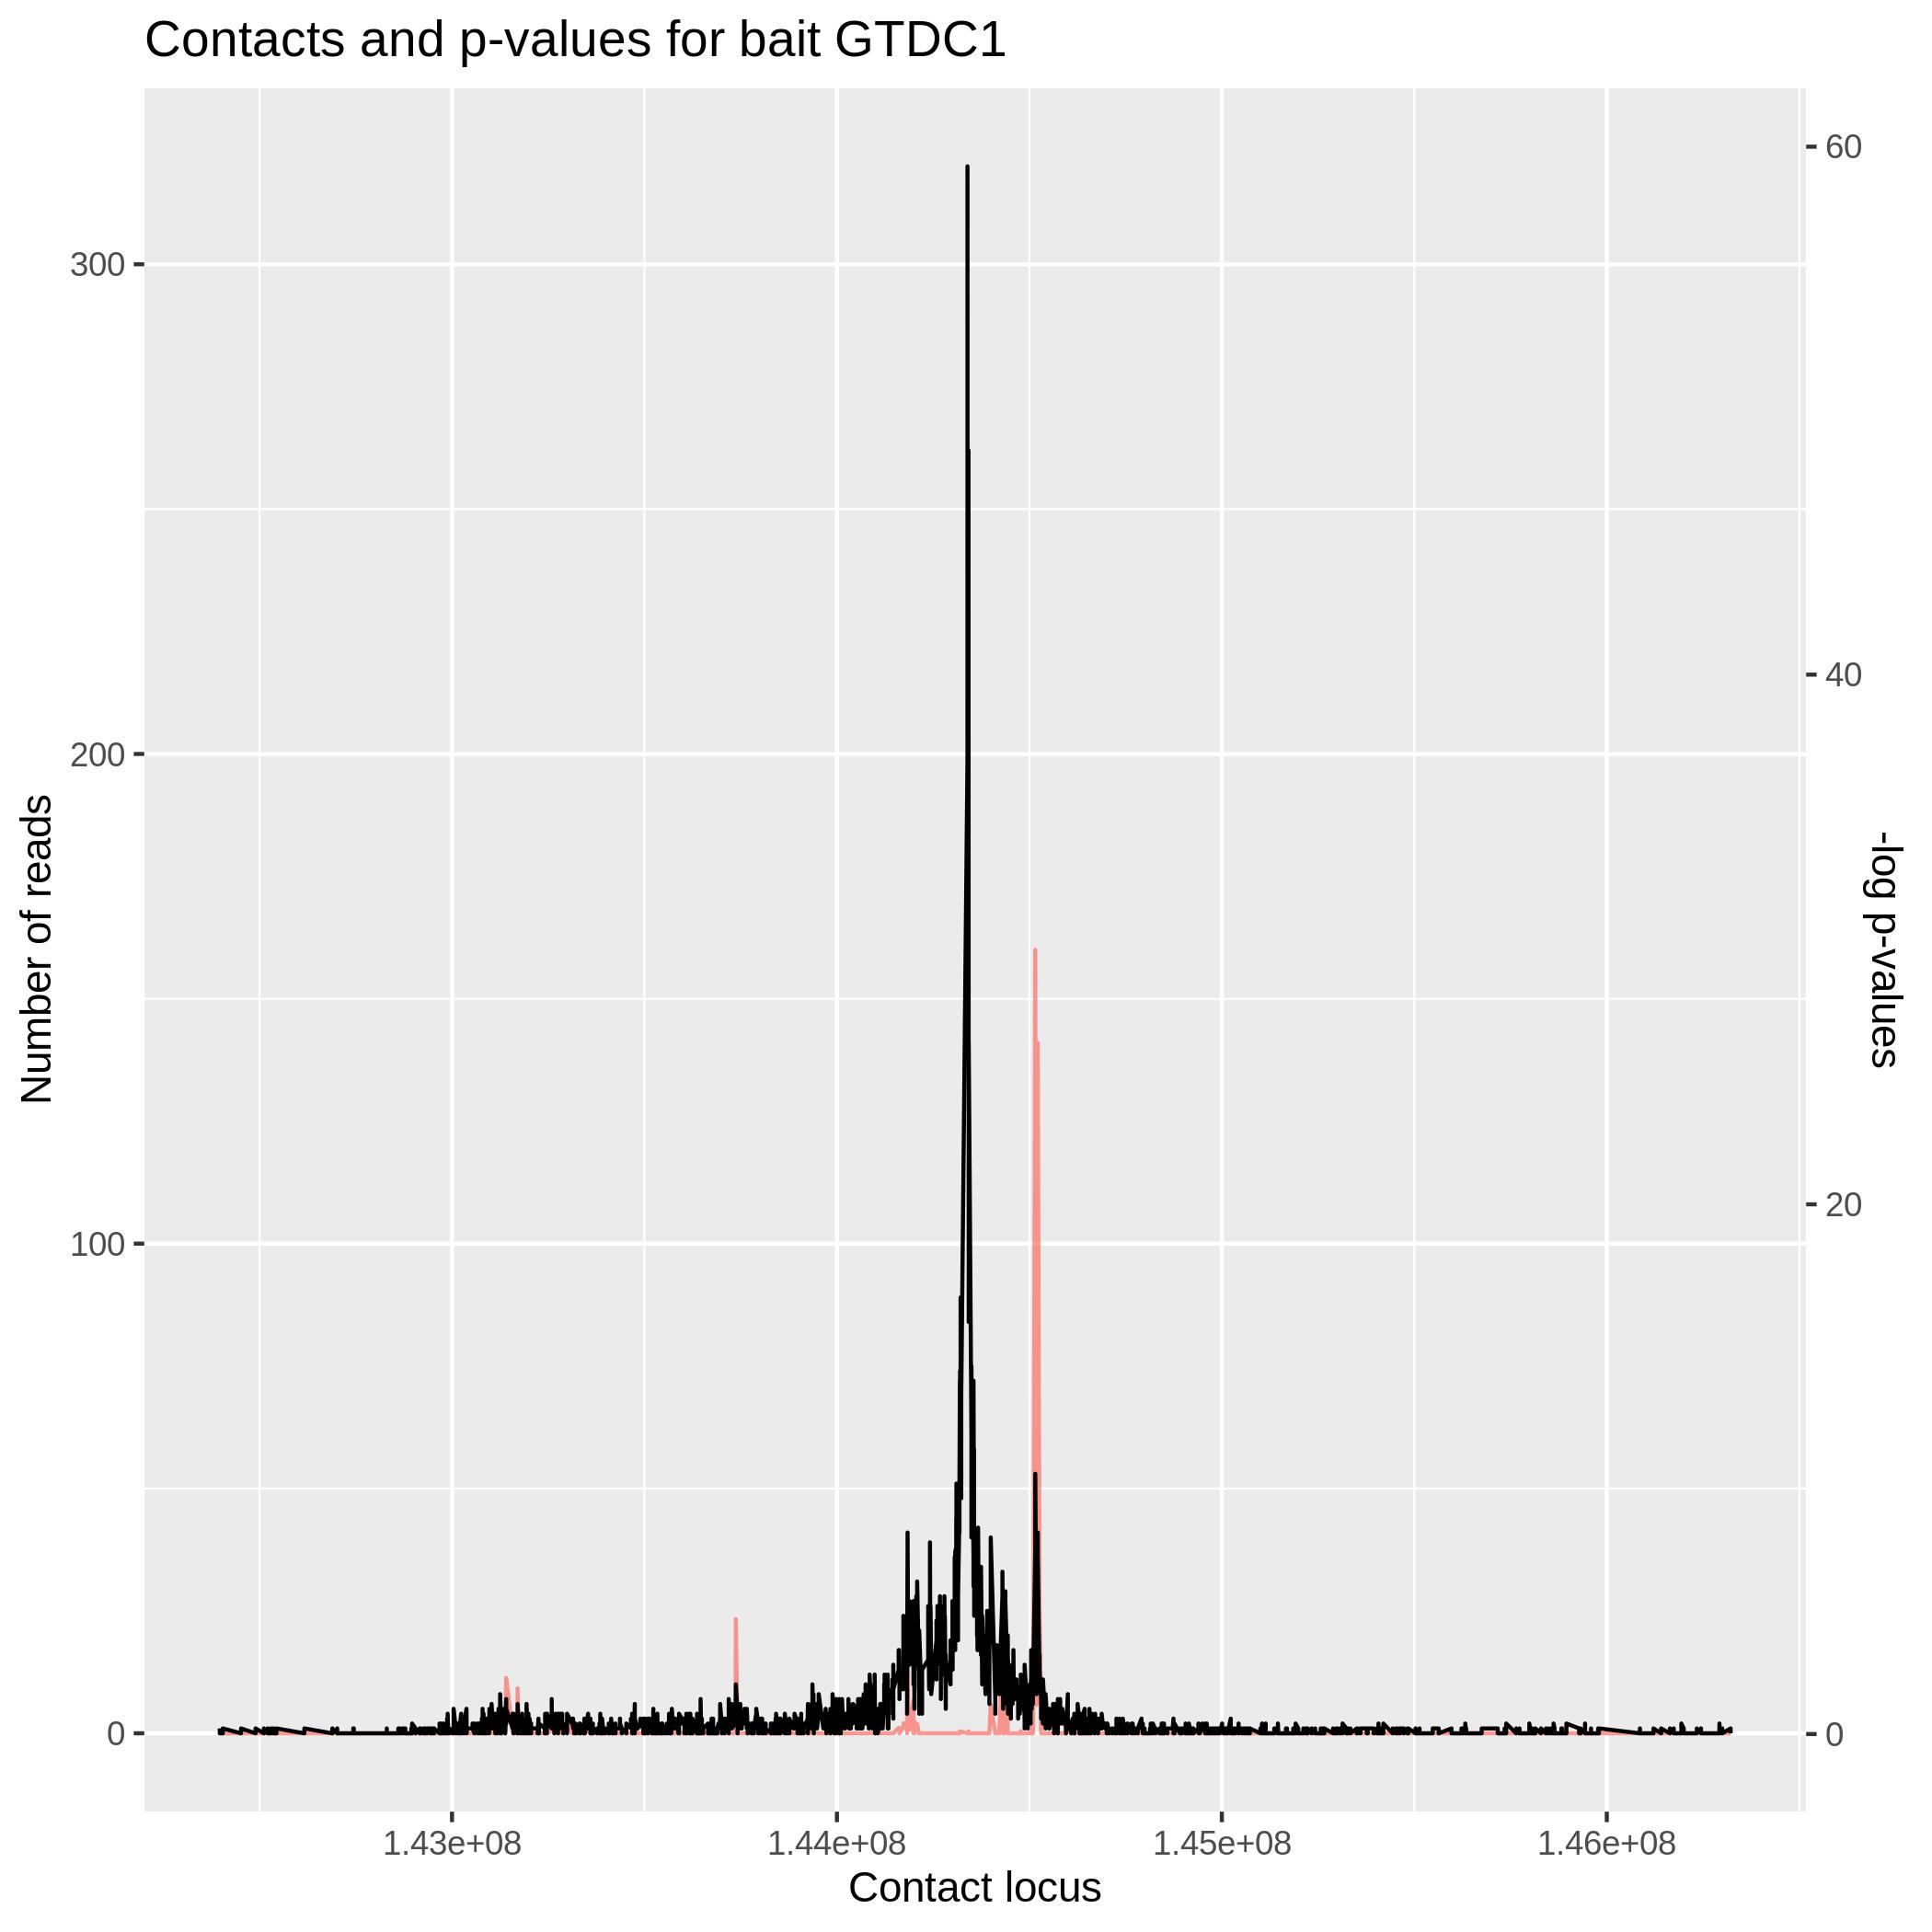 Contacts and p-values for bait GTDC1
300
200
100
0
Number of reads
60
40
20
0
-log p-values
1.43e+08
1.44e+08
1.45e+08
1.46e+08
Contact locus